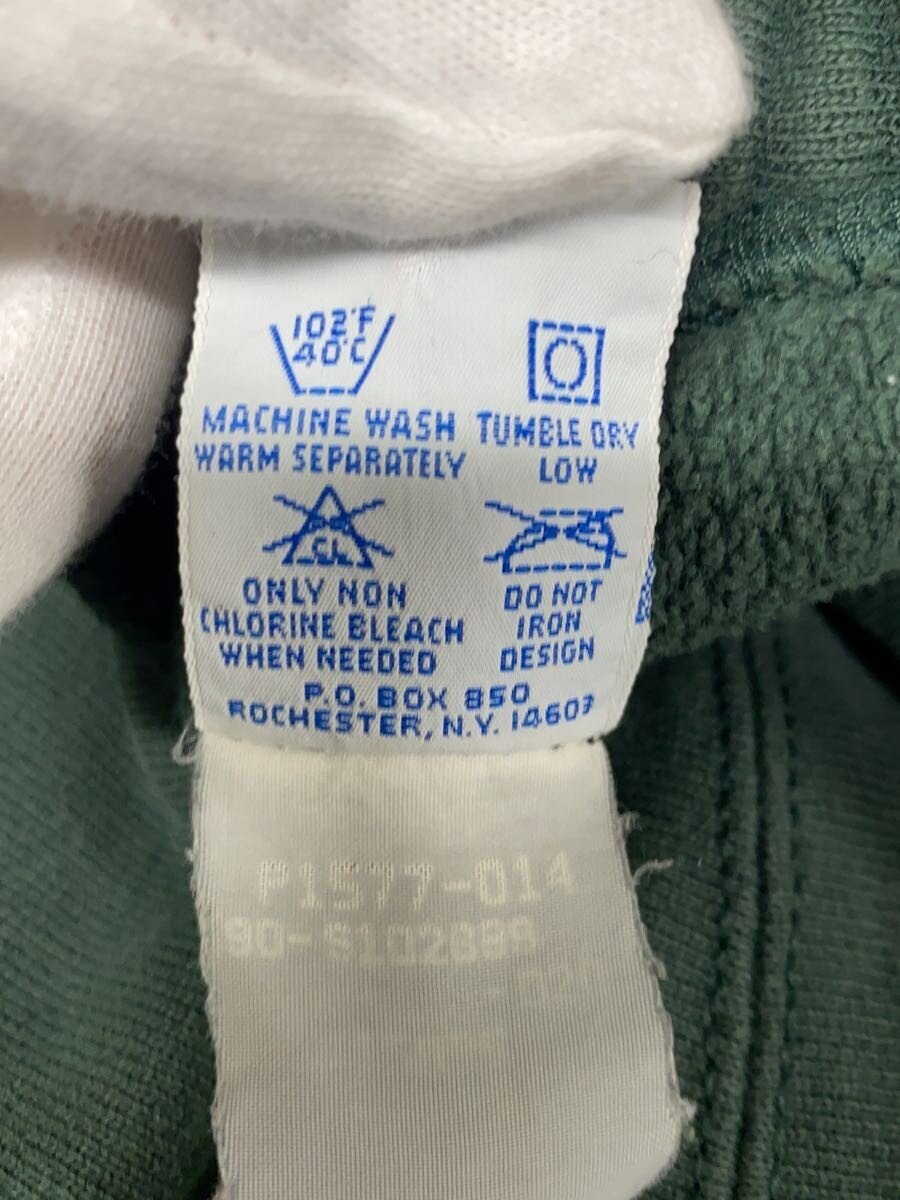 102°F
40°C
MACHINE WASH
WARM SEPARATELY
TUMBLE DRY
LOW
CL
ONLY NON
CHLORINE BLEACH
WHEN NEEDED
DO NOT
IRON
DESIGN
P.O. BOX 850
ROCHESTER, N.Y. 14603
P1577-014